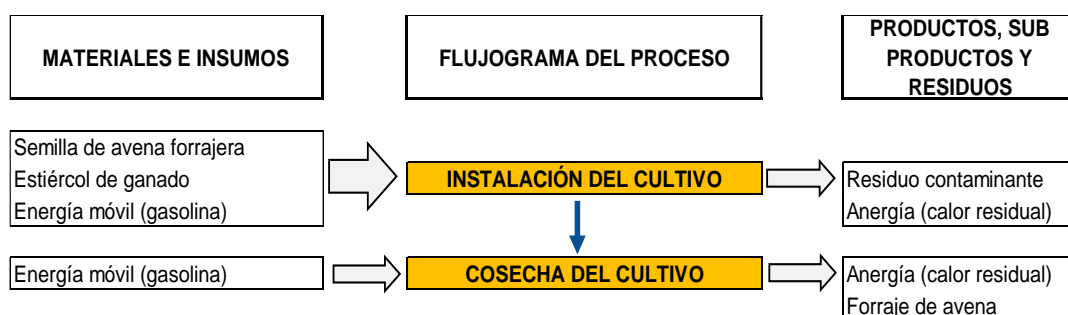 MATERIALES E INSUMOS
FLUJOGRAMA DEL PROCESO
PRODUCTOS, SUB
PRODUCTOS Y
RESIDUOS
Semilla de avena forrajera
Estiércol de ganado
Energía móvil (gasolina)
INSTALACIÓN DEL CULTIVO
Residuo contaminante
Anergía (calor residual)
Energía móvil (gasolina)
COSECHA DEL CULTIVO
Anergía (calor residual)
Forraje de avena